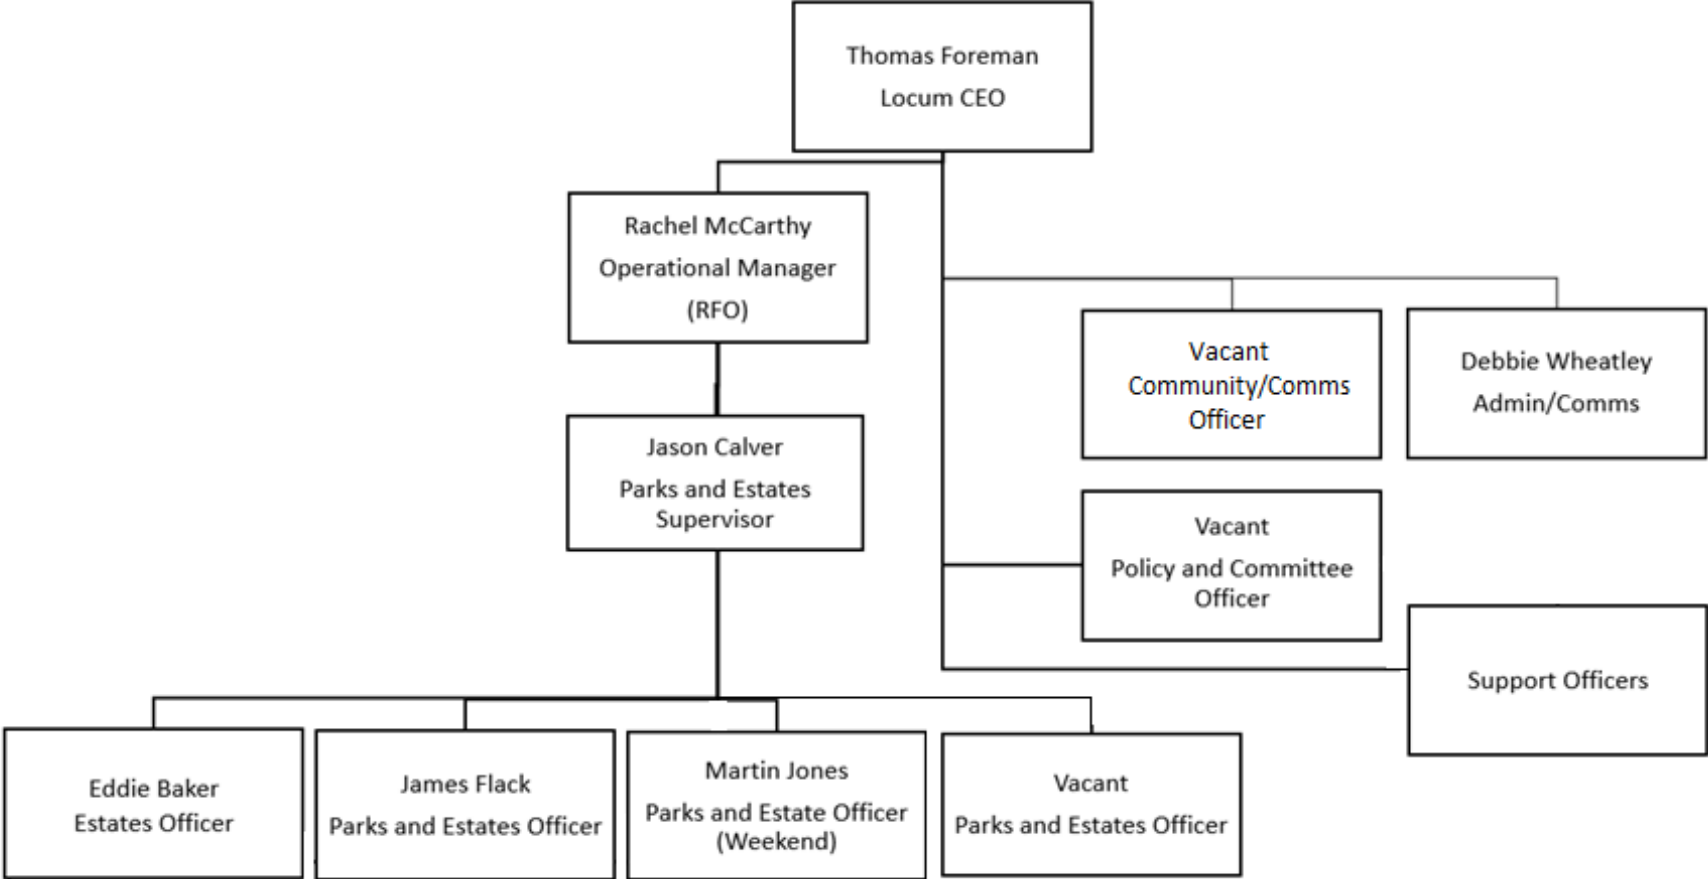 Thomas Foreman
Locum CEO
Rachel McCarthy
Operational Manager
(RFO)
Vacant
Community/Comms
Officer
Debbie Wheatley
Admin/Comms
Jason Calver
Parks and Estates
Supervisor
Vacant
Policy and Committee
Officer
Support Officers
Eddie Baker
Estates Officer
James Flack
Parks and Estates Officer
Martin Jones
Parks and Estate Officer
(Weekend)
Vacant
Parks and Estates Officer